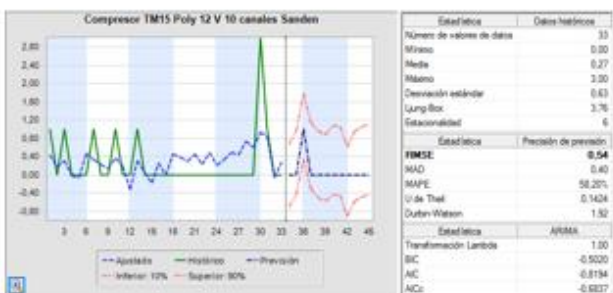 Compresor TM15 Poly 12 V 10 canales Sanden
2,80
2,40
2,00
1,60
1,20
0,80
0,40
0,00
-0,40
-0,80
3 6 9 12 15 18 21 24 27 30 33 36 39 42 45
Ajustado Histórico Previsión
Inferior: 10% Superior: 90%
Estadística Datos históricos
Número de valores de datos 33
Mínimo 0,00
Media 0,27
Máximo 3,00
Desviación estándar 0,63
Ljung-Box 3,76
Estacionalidad 6
Estadística Precisión de previsión
RMSE 0,54
MAD 0,40
MAPE 58,20%
U de Theil 0,1424
Durbin-Watson 1,92
Estadística ARIMA
Transformación Lambda 1,00
BIC -0,5020
AIC -0,8194
AICc -0,6037